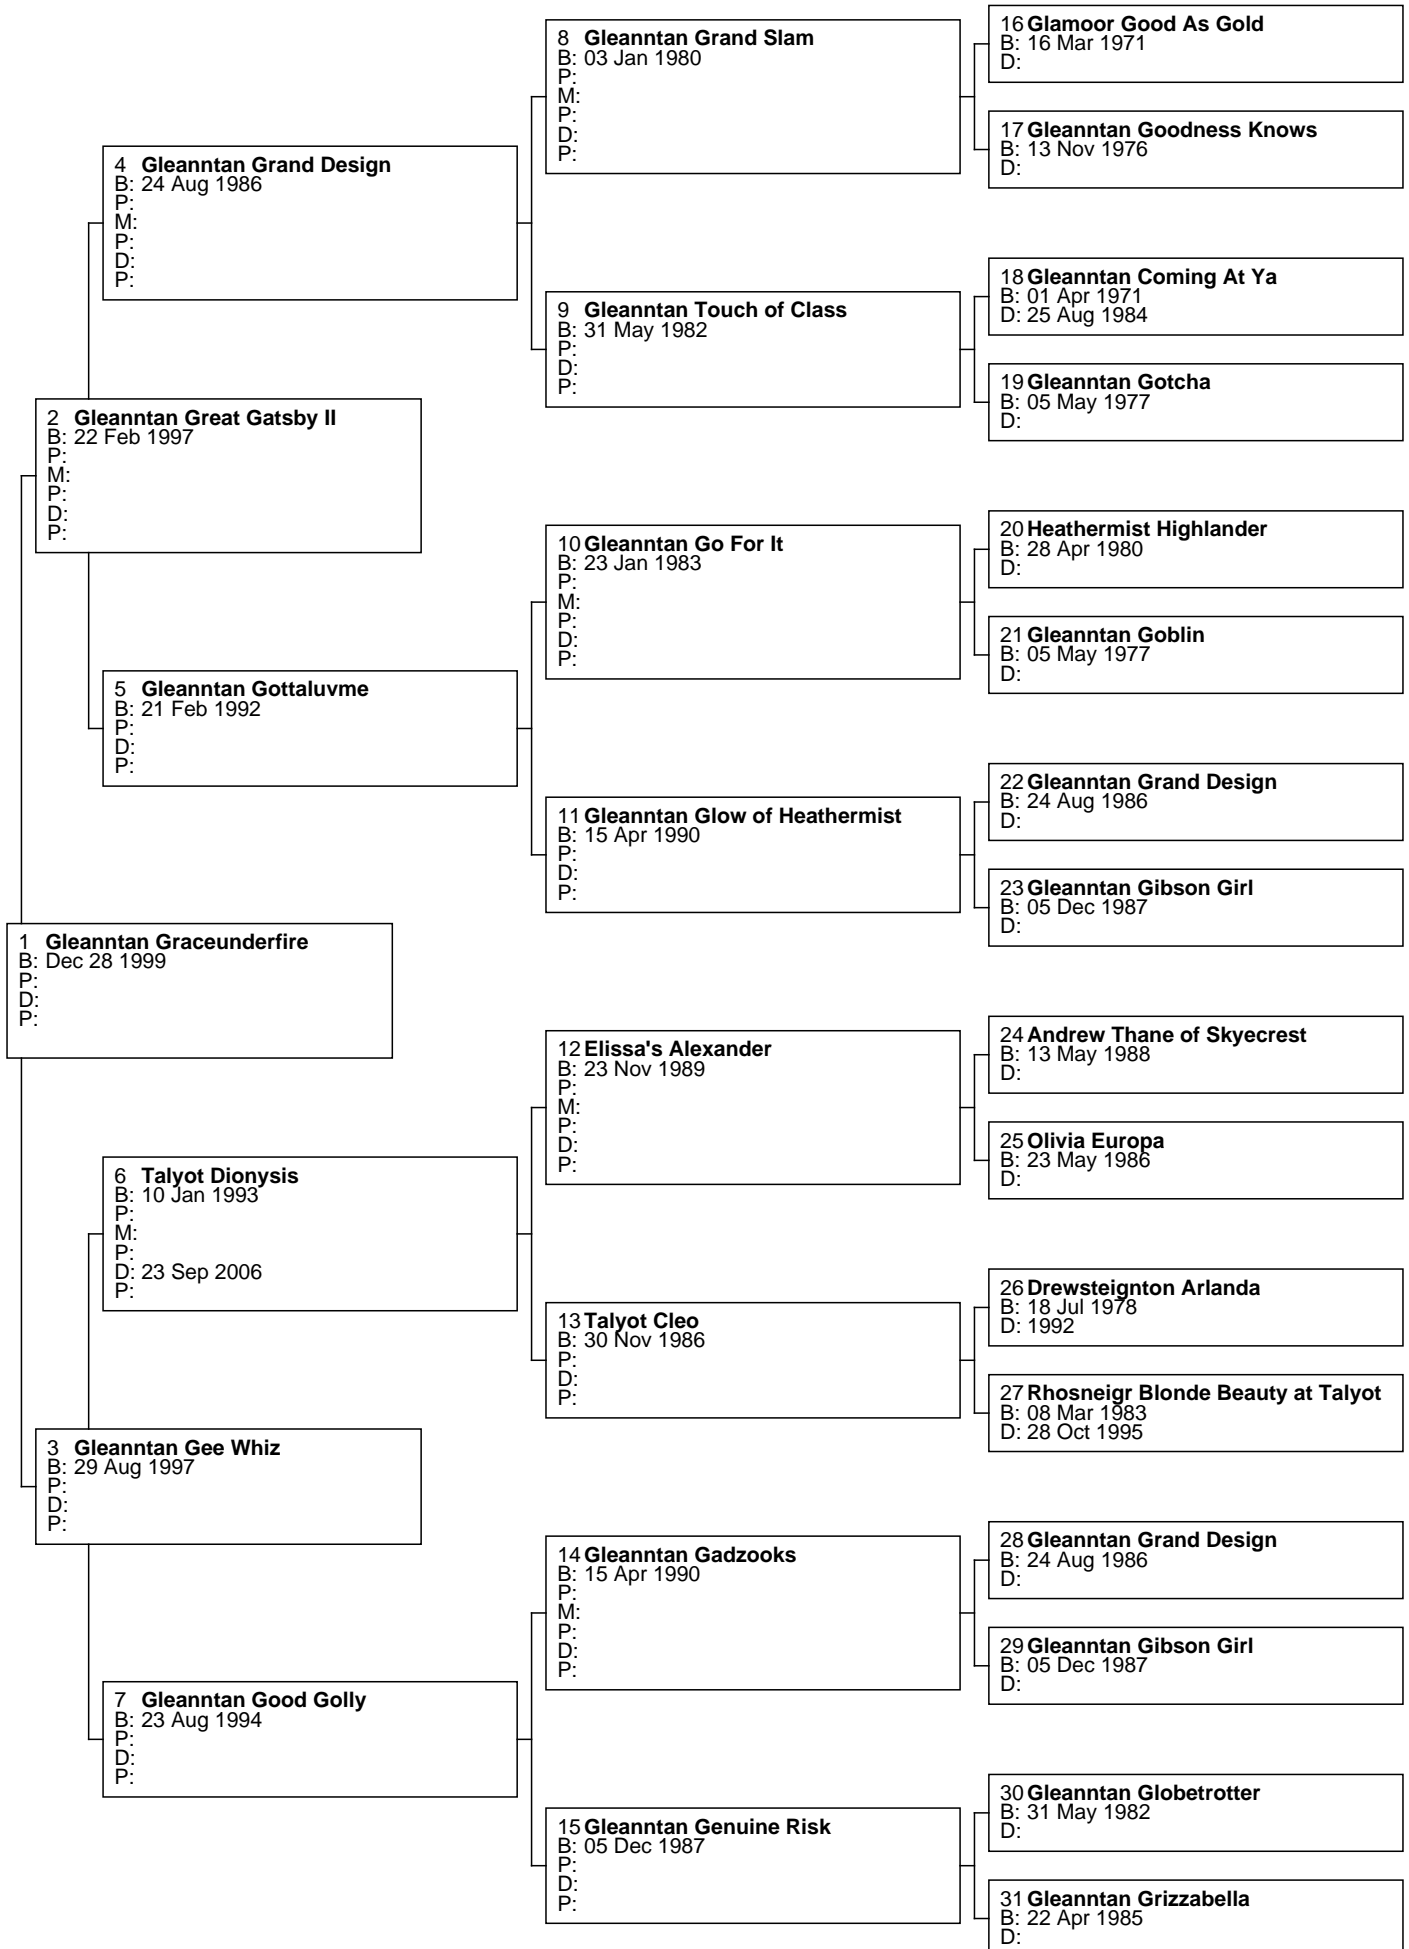 1 Gleanntan Graceunderfire
B: Dec 28 1999
P:
D:
P:
2 Gleanntan Great Gatsby II
B: 22 Feb 1997
P:
M:
P:
D:
P:
3 Gleanntan Gee Whiz
B: 29 Aug 1997
P:
D:
P:
4 Gleanntan Grand Design
B: 24 Aug 1986
P:
M:
P:
D:
P:
5 Gleanntan Gottaluvme
B: 21 Feb 1992
P:
D:
P:
6 Talyot Dionysis
B: 10 Jan 1993
P:
M:
P:
D: 23 Sep 2006
P:
7 Gleanntan Good Golly
B: 23 Aug 1994
P:
D:
P:
8 Gleanntan Grand Slam
B: 03 Jan 1980
P:
M:
P:
D:
P:
9 Gleanntan Touch of Class
B: 31 May 1982
P:
D:
P:
10 Gleanntan Go For It
B: 23 Jan 1983
P:
M:
P:
D:
P:
11 Gleanntan Glow of Heathermist
B: 15 Apr 1990
P:
D:
P:
12 Elissa's Alexander
B: 23 Nov 1989
P:
M:
P:
D:
P:
13 Talyot Cleo
B: 30 Nov 1986
P:
D:
P:
14 Gleanntan Gadzooks
B: 15 Apr 1990
P:
M:
P:
D:
P:
15 Gleanntan Genuine Risk
B: 05 Dec 1987
P:
D:
P:
16 Glamoor Good As Gold
B: 16 Mar 1971
D:
17 Gleanntan Goodness Knows
B: 13 Nov 1976
D:
18 Gleanntan Coming At Ya
B: 01 Apr 1971
D: 25 Aug 1984
19 Gleanntan Gotcha
B: 05 May 1977
D:
20 Heathermist Highlander
B: 28 Apr 1980
D:
21 Gleanntan Goblin
B: 05 May 1977
D:
22 Gleanntan Grand Design
B: 24 Aug 1986
D:
23 Gleanntan Gibson Girl
B: 05 Dec 1987
D:
24 Andrew Thane of Skyecrest
B: 13 May 1988
D:
25 Olivia Europa
B: 23 May 1986
D:
26 Drewsteignton Arlanda
B: 18 Jul 1978
D: 1992
27 Rhosneigr Blonde Beauty at Talyot
B: 08 Mar 1983
D: 28 Oct 1995
28 Gleanntan Grand Design
B: 24 Aug 1986
D:
29 Gleanntan Gibson Girl
B: 05 Dec 1987
D:
30 Gleanntan Globetrotter
B: 31 May 1982
D:
31 Gleanntan Grizzabella
B: 22 Apr 1985
D: